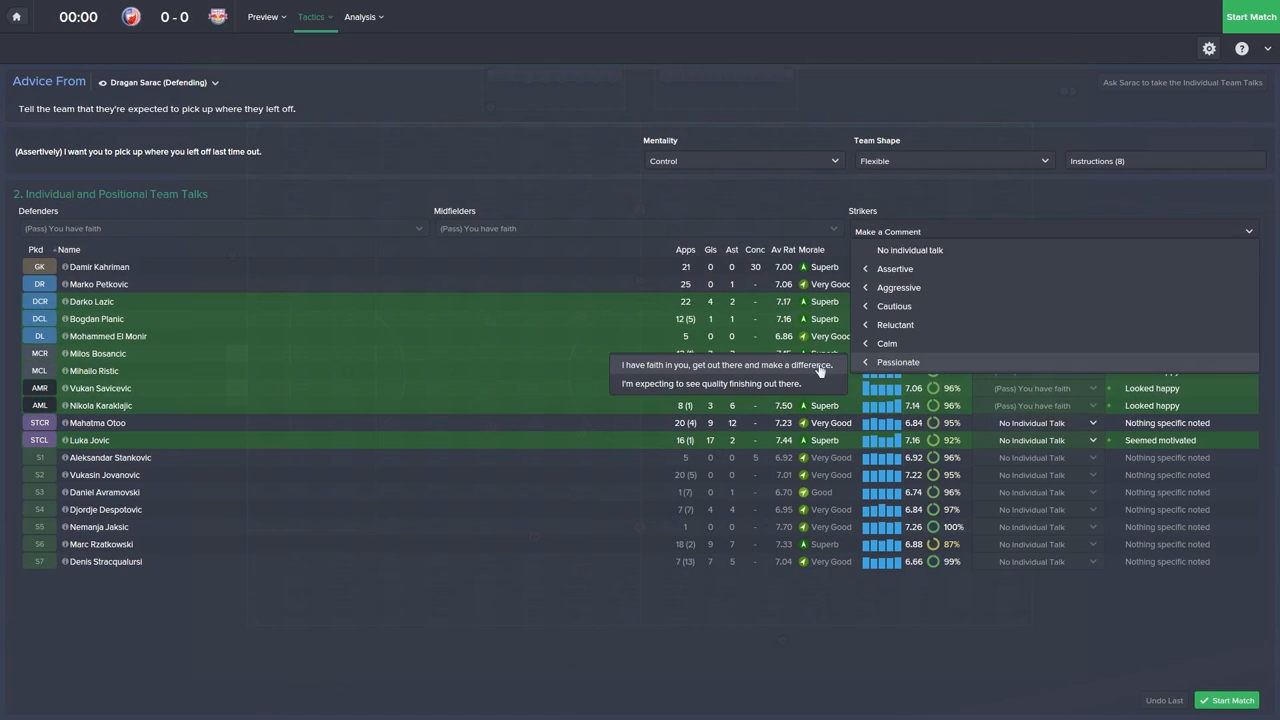 00:00 0 - 0 Preview Tactics Analysis Start Match
?
Advice From Dragan Sarac (Defending) Ask Sarac to take the Individual Team Talks
Tell the team that they're expected to pick up where they left off.
Mentality Team Shape
(Assertively) I want you to pick up where you left off last time out. Control Flexible Instructions (8)
2. Individual and Positional Team Talks
Defenders Midfielders Strikers
(Pass) You have faith (Pass) You have faith Make a Comment
Pkd Name Apps Gls Ast Conc Av Rat Morale No individual talk
GK Damir Kahriman 21 0 0 30 7.00 Superb Assertive
DR Marko Petkovic 25 0 1 - 7.06 Very Good Aggressive
DCR Darko Lazic 22 4 2 - 7.17 Superb Cautious
DCL Bogdan Planic 12 (5) 1 1 - 7.16 Superb Reluctant
DL Mohammed El Monir 5 0 0 - 6.86 Very Good Calm
MCR Milos Bosancic Passionate
I have faith in you, get out there and make a difference.
MCL Mihailo Ristic
I'm expecting to see quality finishing out there.
AMR Vukan Savicevic 7.06 96% (Pass) You have faith Looked happy
AML Nikola Karaklajic 8 (1) 3 6 - 7.50 Superb 7.14 96% (Pass) You have faith Looked happy
STCR Mahatma Otoo 20 (4) 9 12 - 7.23 Very Good 6.84 95% No Individual Talk Nothing specific noted
STCL Luka Jovic 16 (1) 17 2 - 7.44 Superb 7.16 92% No Individual Talk Seemed motivated
S1 Aleksandar Stankovic 5 0 0 5 6.92 Very Good 6.92 96% No Individual Talk Nothing specific noted
S2 Vukasin Jovanovic 20 (5) 0 0 - 7.01 Very Good 7.22 95% No Individual Talk Nothing specific noted
S3 Daniel Avramovski 1 (7) 0 1 - 6.70 Good 6.74 96% No Individual Talk Nothing specific noted
S4 Djordje Despotovic 7 (7) 4 4 - 6.95 Very Good 6.84 97% No Individual Talk Nothing specific noted
S5 Nemanja Jaksic 1 0 0 - 7.70 Very Good 7.26 100% No Individual Talk Nothing specific noted
S6 Marc Rzatkowski 18 (2) 9 7 - 7.33 Superb 6.88 87% No Individual Talk Nothing specific noted
S7 Denis Stracqualursi 7 (13) 7 5 - 7.04 Very Good 6.66 99% No Individual Talk Nothing specific noted
Undo Last Start Match